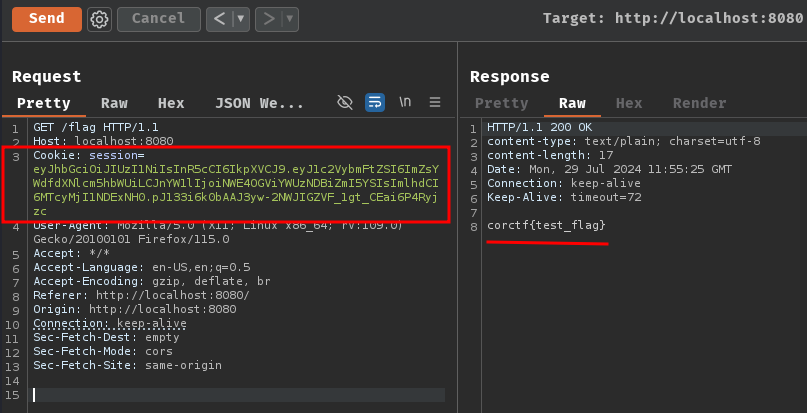 Send
Cancel
Target: http://localhost:8080
Request
Pretty Raw Hex JSON We... \n
1 GET /flag HTTP/1.1
2 Host: localhost:8080
3 Cookie: session=
eyJhbGciOiJIUzI1NiIsInR5cCI6IkpXVCJ9.eyJ1c2VybmFtZSI6ImZsY
WdfdXNlcm5hbWUiLCJnYW1lIjoiNWE4OGViYWUzNDBiZmI5YSIsImlhdCI
6MTcyMjI1NDExNH0.pJ133i6k0bAAJ3yw-2NWJIGZVF_1gt_CEai6P4Ryj
zc
4 User-Agent: Mozilla/5.0 (X11; Linux x86_64; rv:109.0)
Gecko/20100101 Firefox/115.0
5 Accept: */*
6 Accept-Language: en-US,en;q=0.5
7 Accept-Encoding: gzip, deflate, br
8 Referer: http://localhost:8080/
9 Origin: http://localhost:8080
10 Connection: keep-alive
11 Sec-Fetch-Dest: empty
12 Sec-Fetch-Mode: cors
13 Sec-Fetch-Site: same-origin
14
15
Response
Pretty Raw Hex Render
1 HTTP/1.1 200 OK
2 content-type: text/plain; charset=utf-8
3 content-length: 17
4 Date: Mon, 29 Jul 2024 11:55:25 GMT
5 Connection: keep-alive
6 Keep-Alive: timeout=72
7
8 corctf{test_flag}